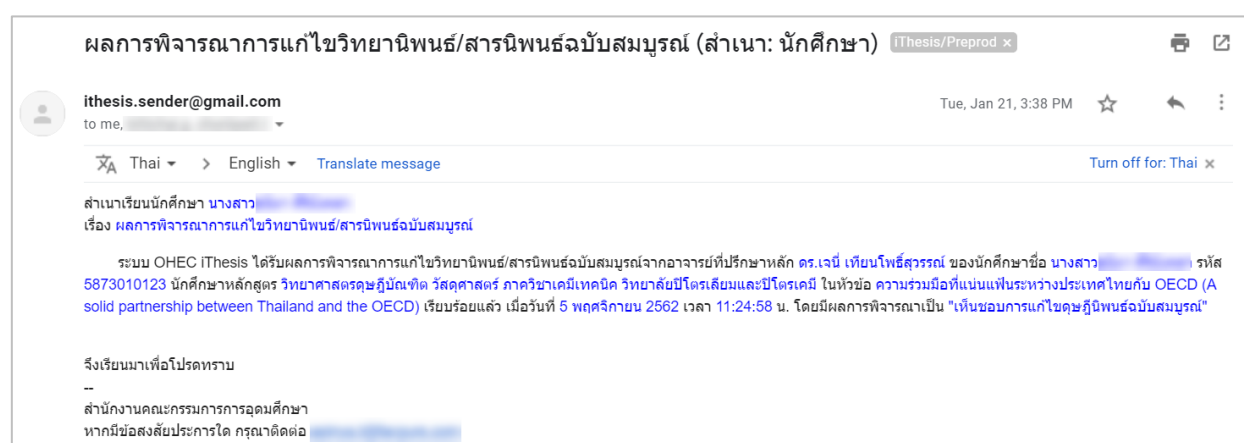 ผลการพิจารณาการแก้ไขวิทยานิพนธ์/สารนิพนธ์ฉบับสมบูรณ์ (สำเนา: นักศึกษา) iThesis/Preprod ×
ithesis.sender@gmail.com Tue, Jan 21, 3:38 PM
to me,
Thai > English Translate message Turn off for: Thai ×
สำเนาเรียนนักศึกษา นางสาว
เรื่อง ผลการพิจารณาการแก้ไขวิทยานิพนธ์/สารนิพนธ์ฉบับสมบูรณ์
ระบบ OHEC iThesis ได้รับผลการพิจารณาการแก้ไขวิทยานิพนธ์/สารนิพนธ์ฉบับสมบูรณ์จากอาจารย์ที่ปรึกษาหลัก ดร.เจนี่ เทียนโพธิ์สุวรรณ์ ของนักศึกษาชื่อ นางสาว รหัส
5873010123 นักศึกษาหลักสูตร วิทยาศาสตรดุษฎีบัณฑิต วัสดุศาสตร์ ภาควิชาเคมีเทคนิค วิทยาลัยปิโตรเลียมและปิโตรเคมี ในหัวข้อ ความร่วมมือที่แน่นแฟ้นระหว่างประเทศไทยกับ OECD (A
solid partnership between Thailand and the OECD) เรียบร้อยแล้ว เมื่อวันที่ 5 พฤศจิกายน 2562 เวลา 11:24:58 น. โดยมีผลการพิจารณาเป็น "เห็นชอบการแก้ไขดุษฎีนิพนธ์ฉบับสมบูรณ์"
จึงเรียนมาเพื่อโปรดทราบ
--
สำนักงานคณะกรรมการการอุดมศึกษา
หากมีข้อสงสัยประการใด กรุณาติดต่อ